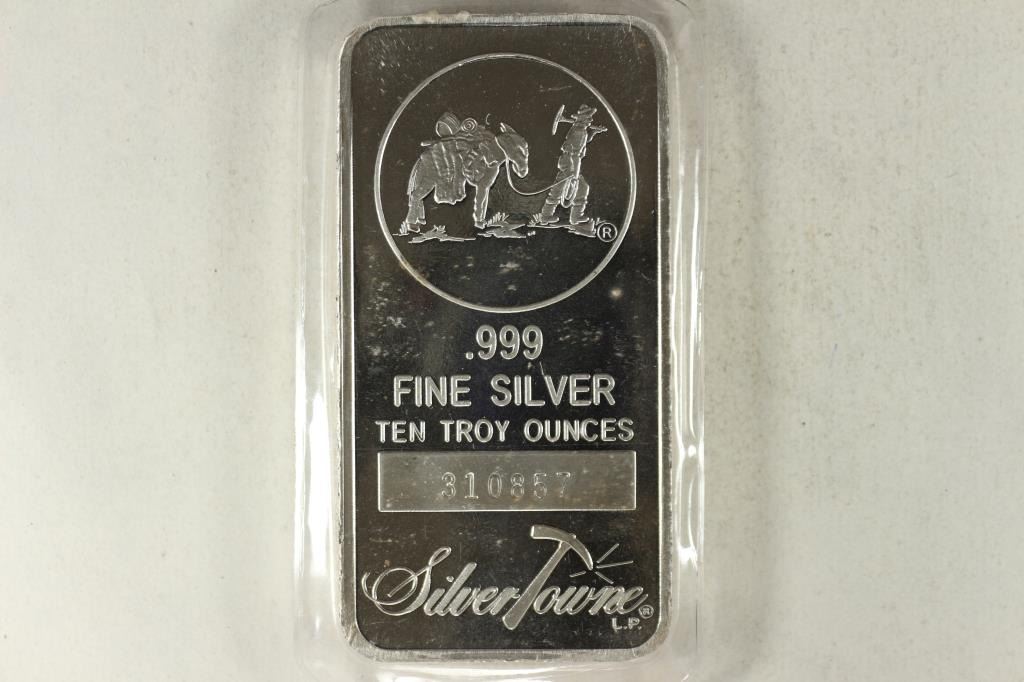 ®
.999
FINE SILVER
TEN TROY OUNCES
310857
SilverTowne®
L.P.